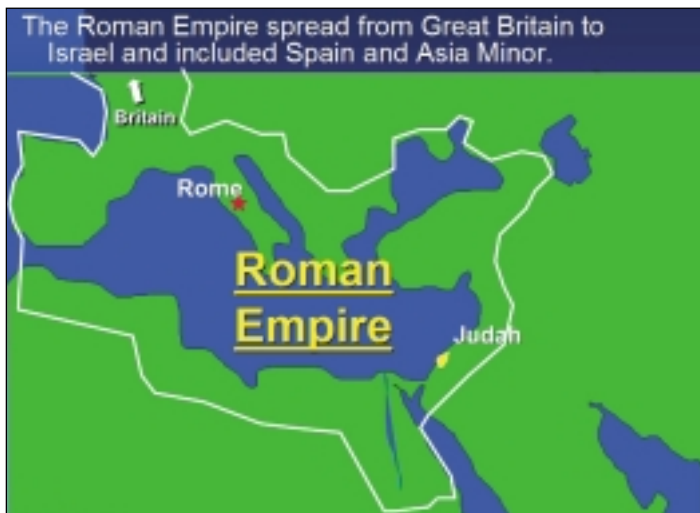 The Roman Empire spread from Great Britain to
Israel and included Spain and Asia Minor.
Britain
Rome
Roman
Empire
Judah